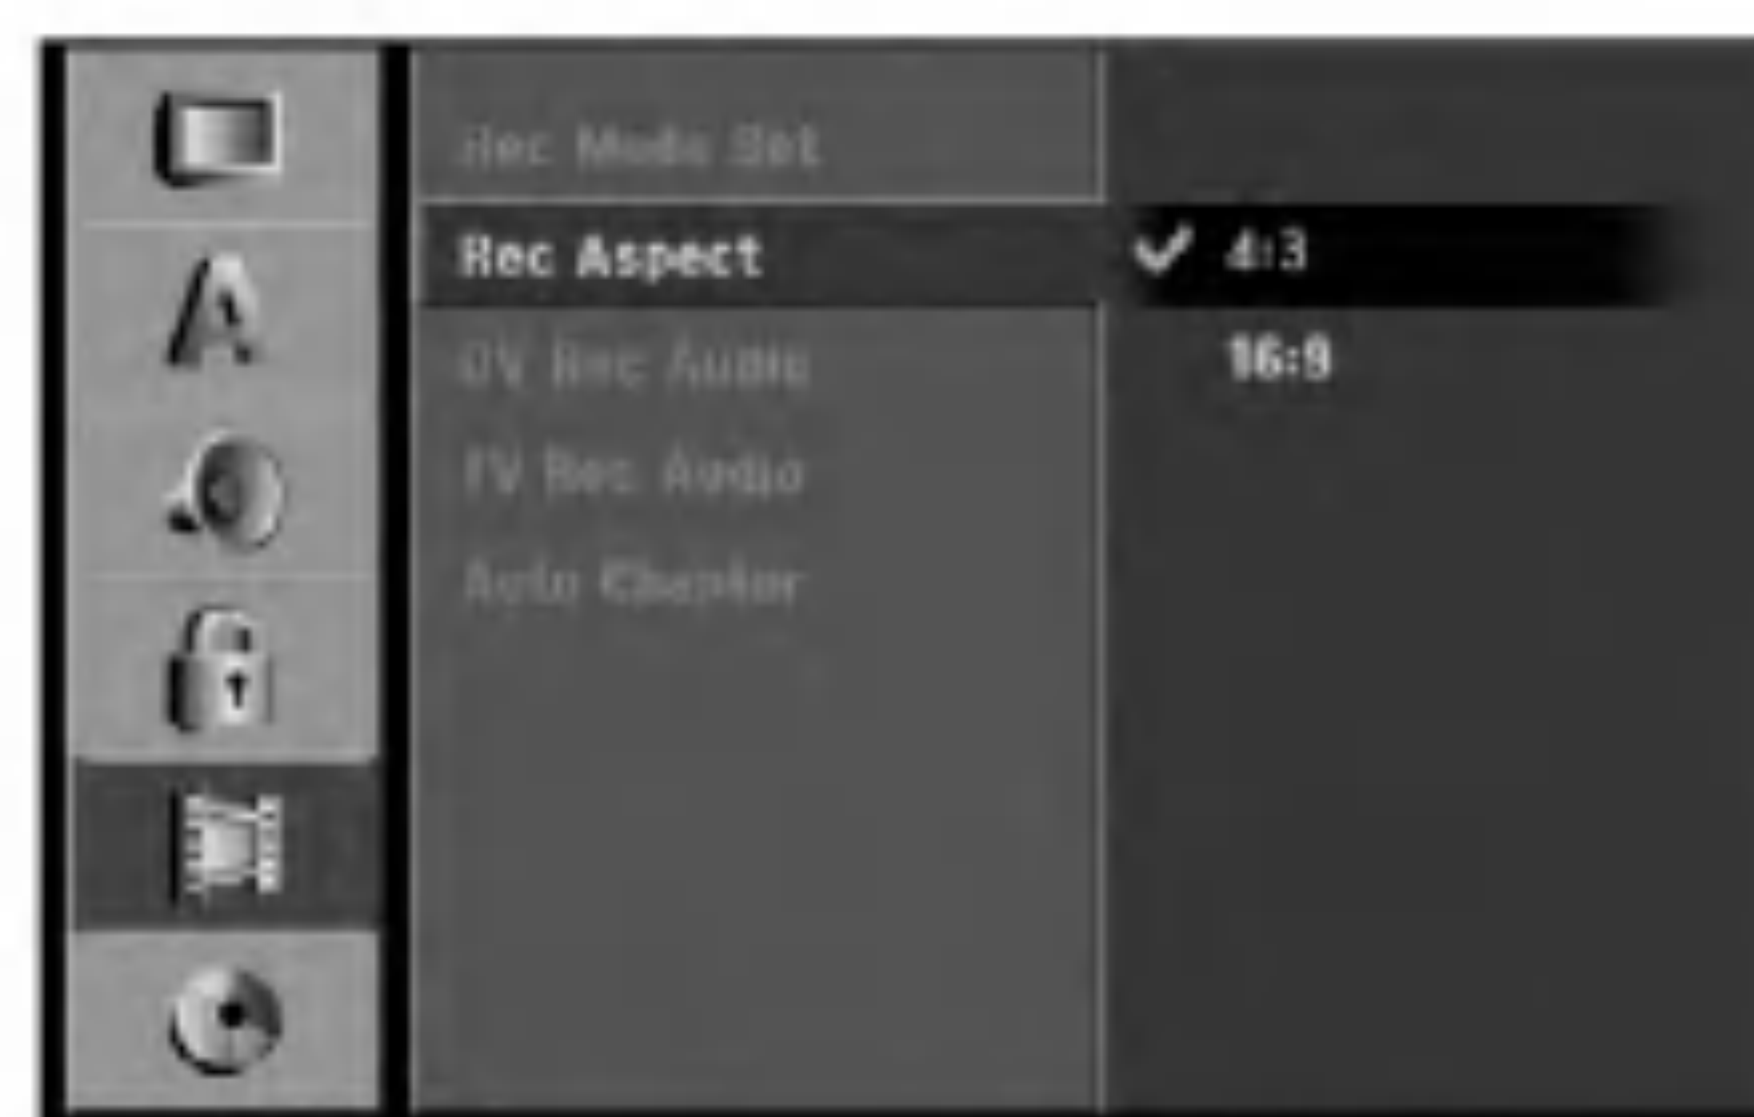 Rec Mode Set
Rec Aspect
4:3
16:9
DV Rec Audio
TV Rec Audio
Auto Chapter